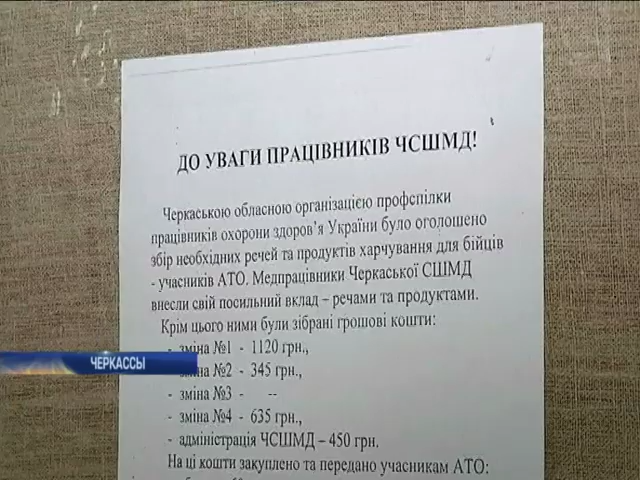 ДО УВАГИ ПРАЦІВНИКІВ ЧСШМД!
Черкаською обласною організацією профспілки
працівників охорони здоров'я України було оголошено
збір необхідних речей та продуктів харчування для бійців
- учасників АТО. Медпрацівники Черкаської СШМД
внесли свій посильний вклад – речами та продуктами.
Крім цього ними були зібрані грошові кошти:
- зміна №1 - 1120 грн.,
ЧЕРКАССЫ
№2 - 345 грн.,
- зміна №3 - --
- зміна №4 - 635 грн.,
- адміністрація ЧСШМД – 450 грн.
На ці кошти закуплено та передано учасникам АТО: